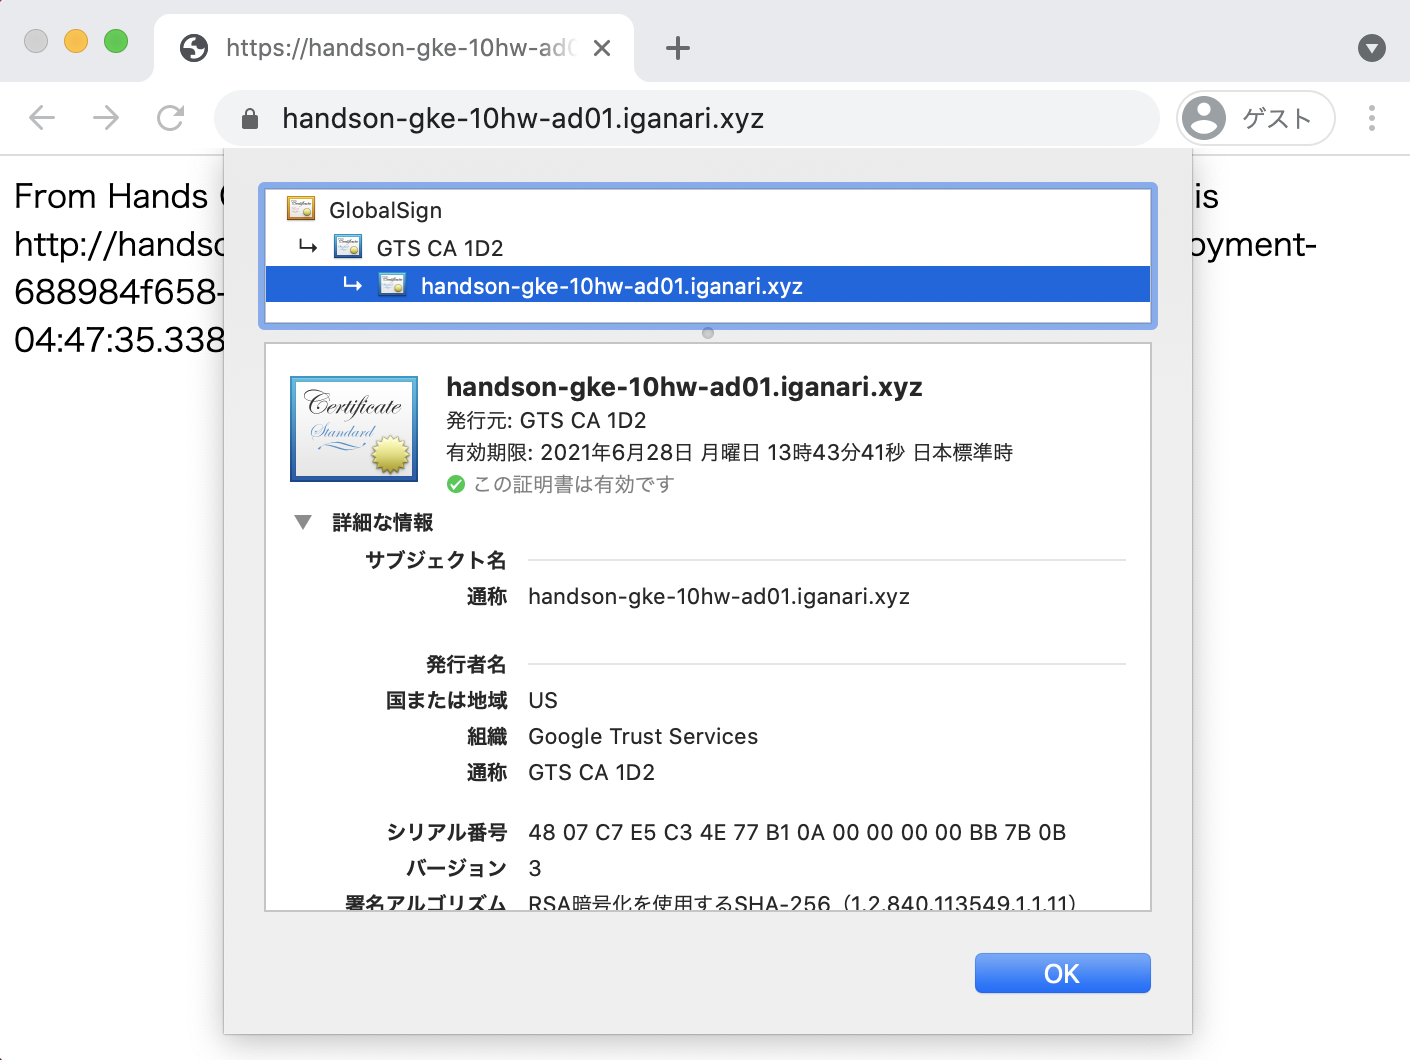 https://handson-gke-10hw-ad
handson-gke-10hw-ad01.iganari.xyz
ゲスト
From Hands
is
http://handso
oyment-
688984f658-
04:47:35.338
GlobalSign
GTS CA 1D2
handson-gke-10hw-ad01.iganari.xyz
Certificate
Standard
handson-gke-10hw-ad01.iganari.xyz
発行元: GTS CA 1D2
有効期限: 2021年6月28日 月曜日 13時43分41秒 日本標準時
この証明書は有効です
詳細な情報
サブジェクト名
通称 handson-gke-10hw-ad01.iganari.xyz
発行者名
国または地域 US
組織 Google Trust Services
通称 GTS CA 1D2
シリアル番号 48 07 C7 E5 C3 4E 77 B1 0A 00 00 00 00 BB 7B 0B
バージョン 3
署名アルゴリズム RSA暗号化を使用するSHA-256（1.2.840.113549.1.1.11）
OK